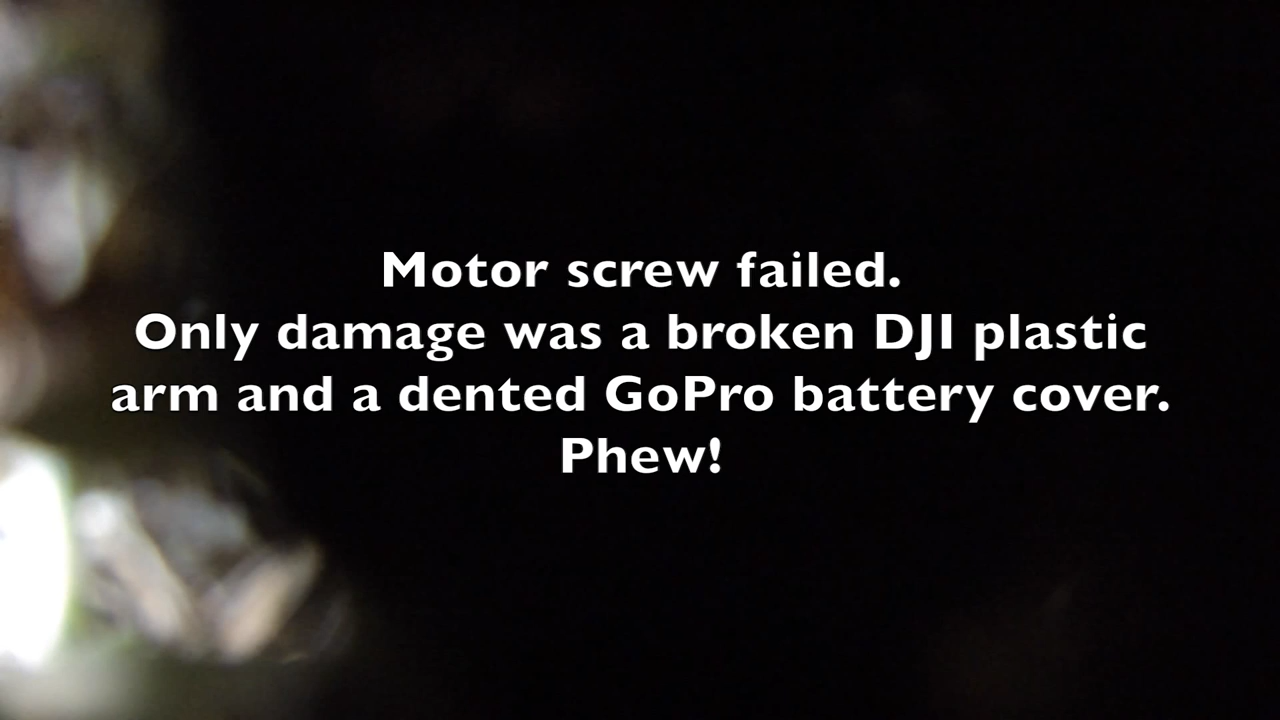 Motor screw failed.
Only damage was a broken DJI plastic
arm and a dented GoPro battery cover.
Phew!